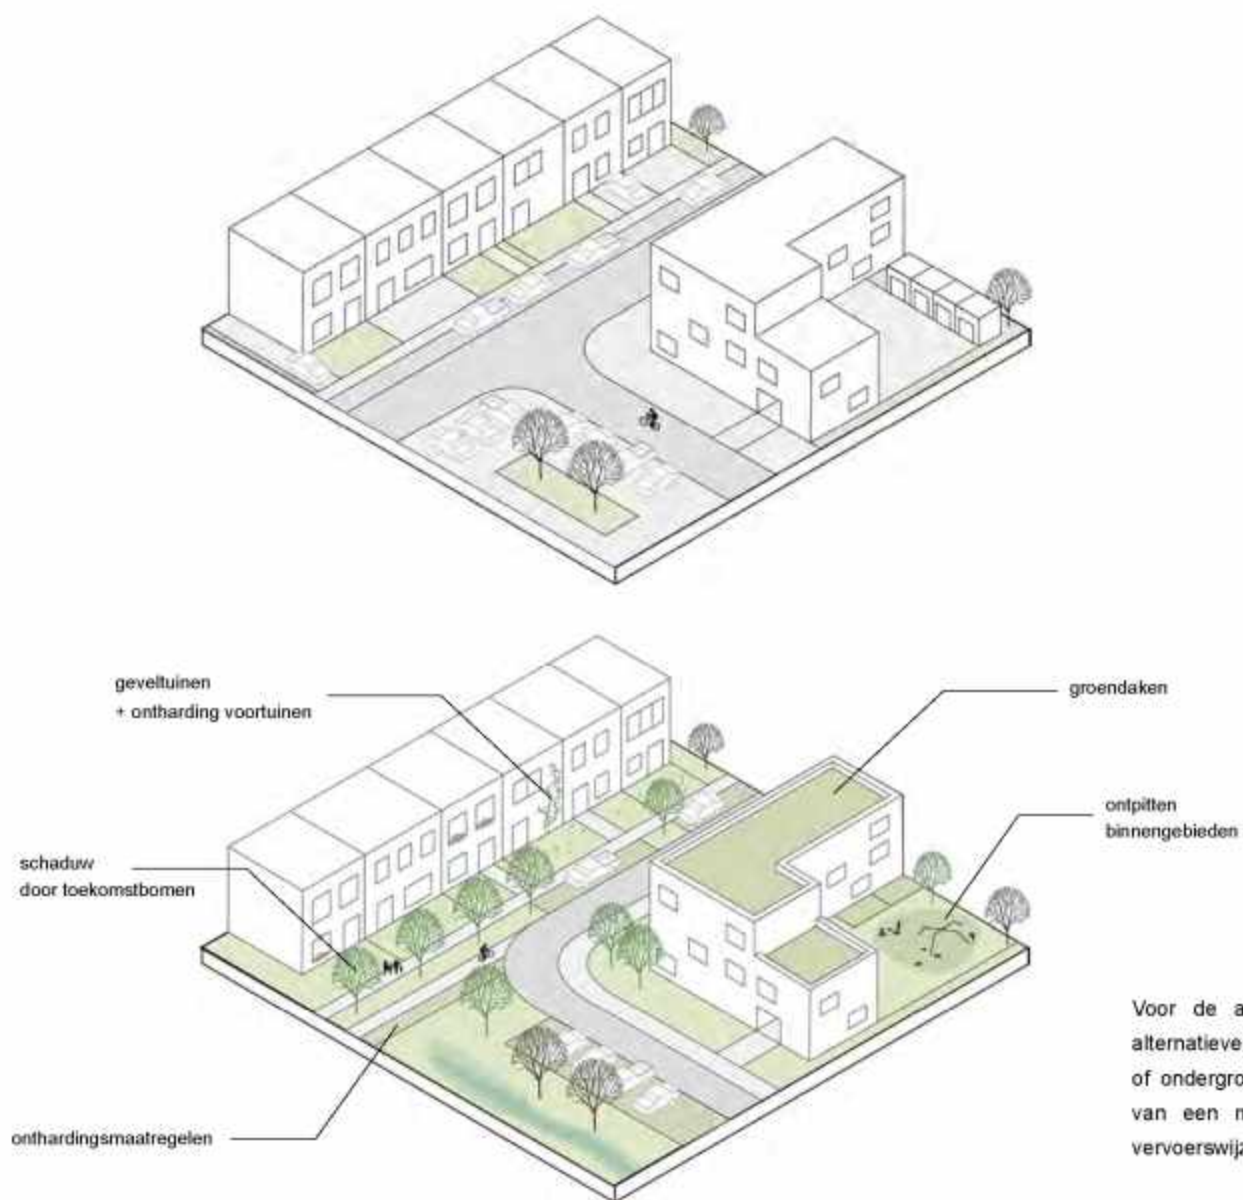 geveltuinen
+ ontharding voortuinen
groendaken
ontpitten
binnengebieden
schaduw
door toekomstbomen
Voor de a
alternatieve
of ondergro
van een m
vervoerswijz
onthardingsmaatregelen